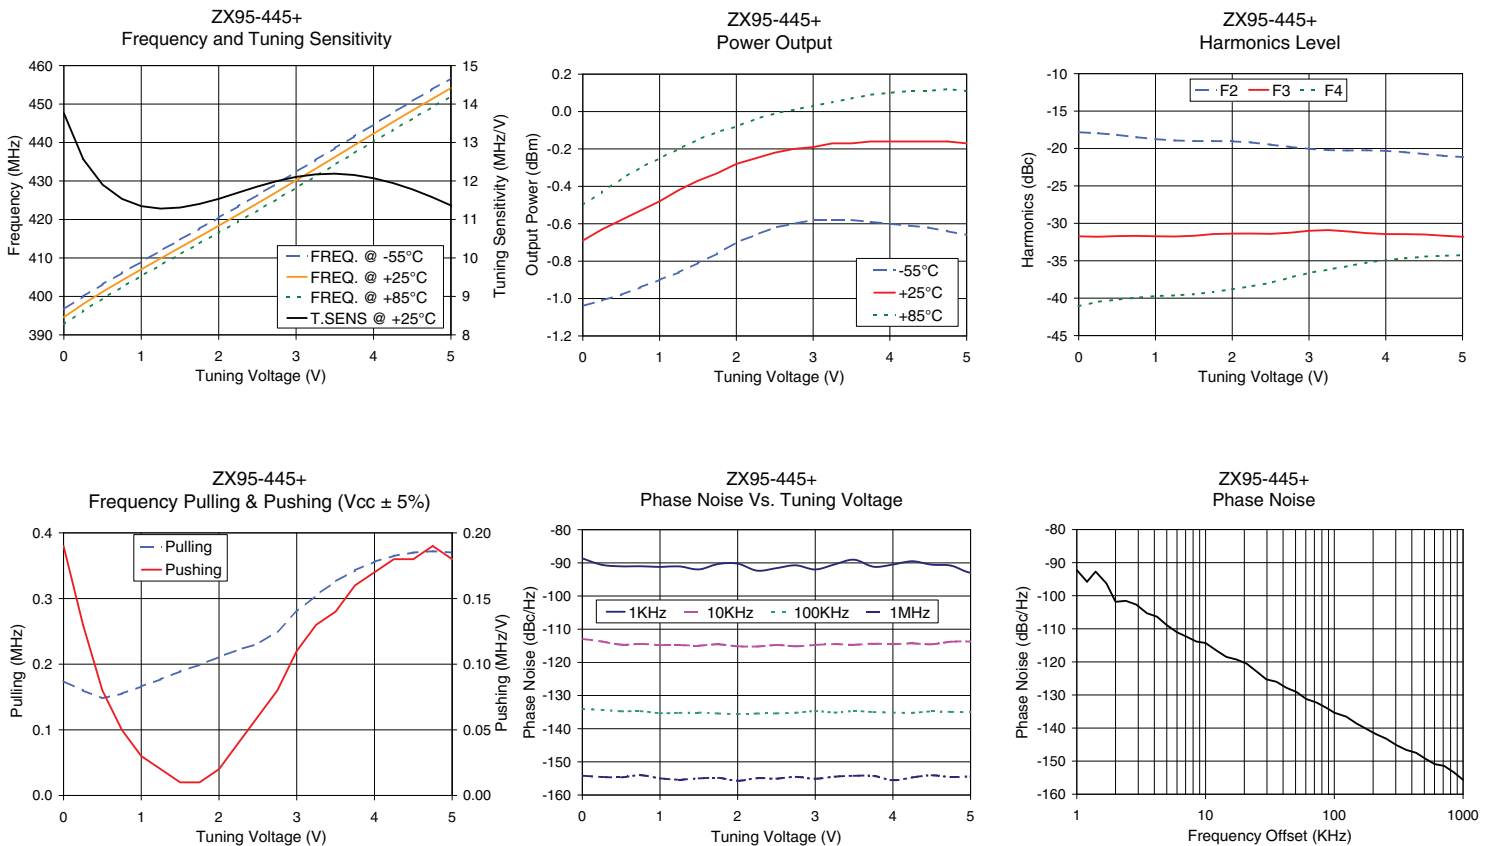 ZX95-445+
Frequency and Tuning Sensitivity
460
450
440
430
420
410
400
390
15
14
13
12
11
10
9
8
Frequency (MHz)
Tuning Sensitivity (MHz/V)
FREQ. @ -55°C
FREQ. @ +25°C
FREQ. @ +85°C
T.SENS @ +25°C
0 1 2 3 4 5
Tuning Voltage (V)
ZX95-445+
Power Output
0.2
0.0
-0.2
-0.4
-0.6
-0.8
-1.0
-1.2
Output Power (dBm)
-55°C
+25°C
+85°C
0 1 2 3 4 5
Tuning Voltage (V)
ZX95-445+
Harmonics Level
-10
-15
-20
-25
-30
-35
-40
-45
Harmonics (dBc)
F2 F3 F4
0 1 2 3 4 5
Tuning Voltage (V)
ZX95-445+
Frequency Pulling & Pushing (Vcc ± 5%)
0.4
0.3
0.2
0.1
0.0
0.20
0.15
0.10
0.05
0.00
Pulling (MHz)
Pushing (MHz/V)
Pulling
Pushing
0 1 2 3 4 5
Tuning Voltage (V)
ZX95-445+
Phase Noise Vs. Tuning Voltage
-80
-90
-100
-110
-120
-130
-140
-150
-160
Phase Noise (dBc/Hz)
1KHz 10KHz 100KHz 1MHz
0 1 2 3 4 5
Tuning Voltage (V)
ZX95-445+
Phase Noise
-80
-90
-100
-110
-120
-130
-140
-150
-160
Phase Noise (dBc/Hz)
1 10 100 1000
Frequency Offset (KHz)